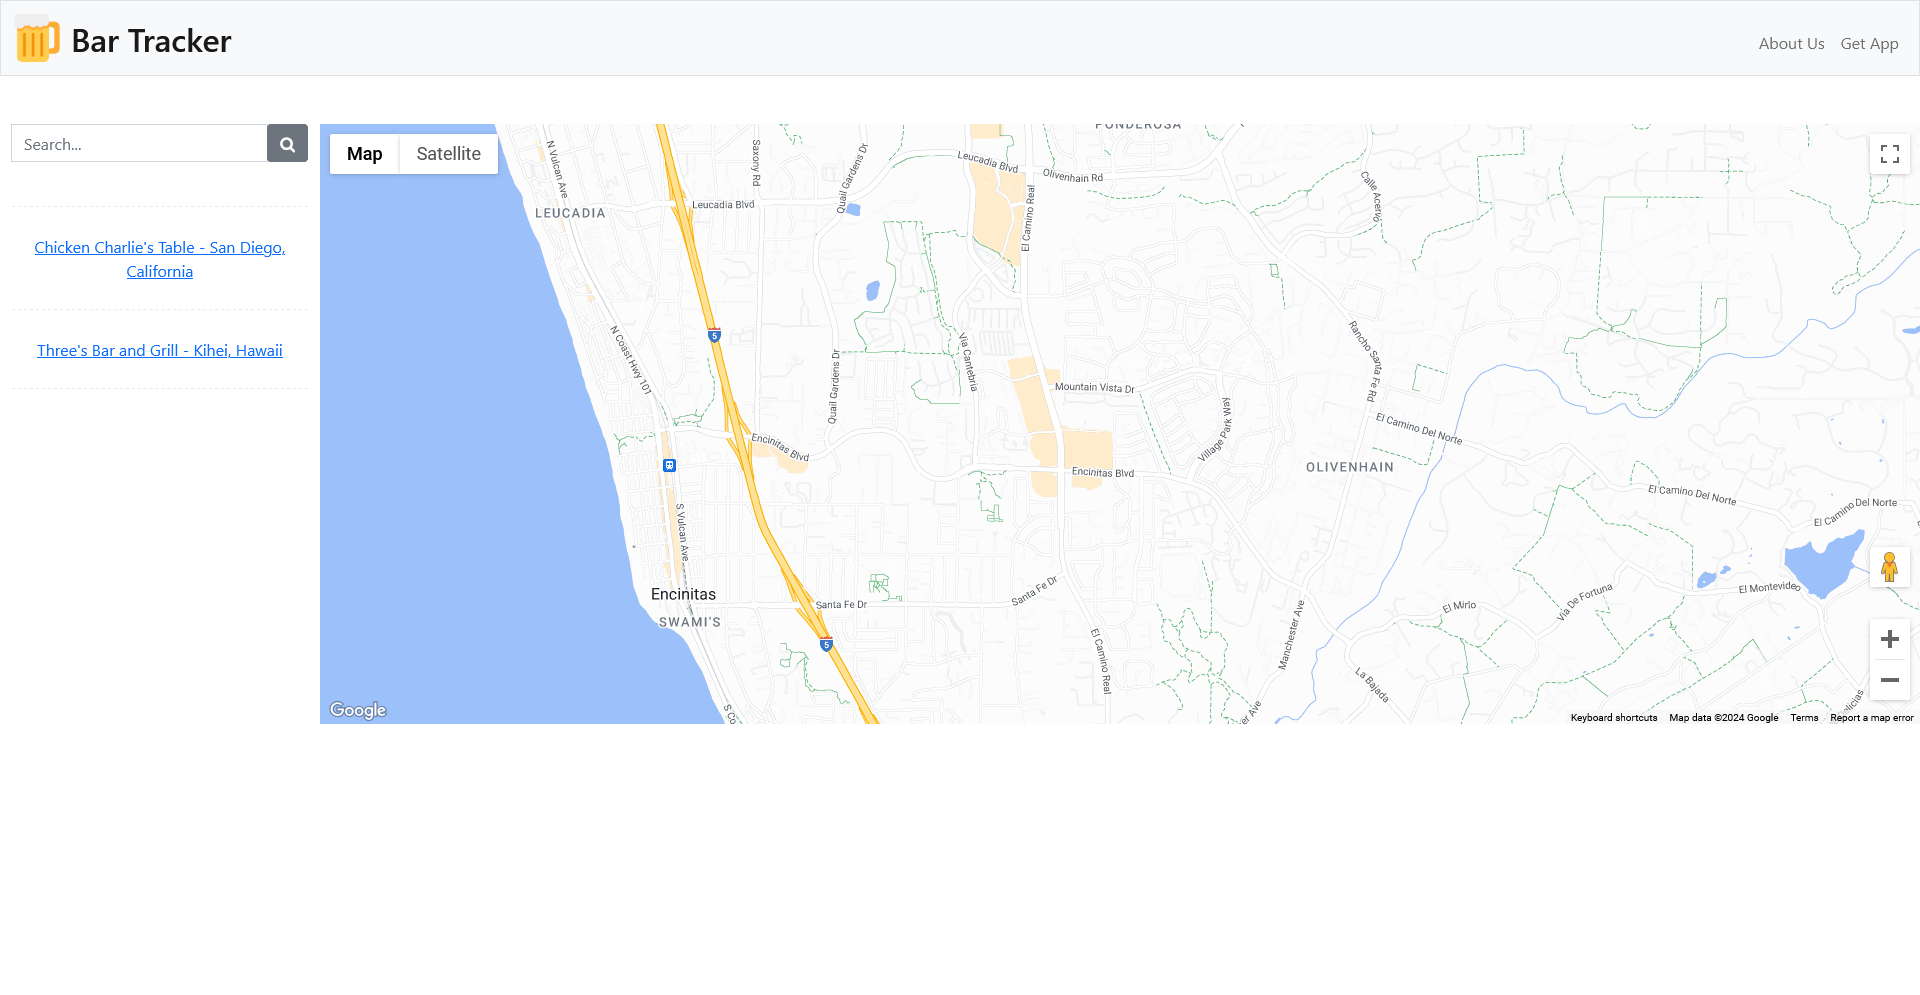 Bar Tracker
About Us
Get App
Search...
Chicken Charlie's Table - San Diego,
California
Three's Bar and Grill - Kihei, Hawaii
Map
Satellite
PONDEROSA
N Vulcan Ave
Saxony Rd
Quail Gardens Dr
Leucadia Blvd
Olivenhain Rd
Calle Acervo
LEUCADIA
Leucadia Blvd
El Camino Real
5
N Coast Hwy 101
Via Cantebria
Rancho Santa Fe Rd
Quail Gardens Dr
Mountain Vista Dr
Village Park Way
El Camino Del Norte
Encinitas Blvd
Encinitas Blvd
OLIVENHAIN
El Camino Del Norte
El Camino Del Norte
S Vulcan Ave
Encinitas
SWAMI'S
Santa Fe Dr
Santa Fe Dr
El Mirlo
Via De Fortuna
El Montevideo
5
El Camino Real
Manchester Ave
La Bajada
S Co
er Ave
Delicias
Google
Keyboard shortcuts
Map data ©2024 Google
Terms
Report a map error